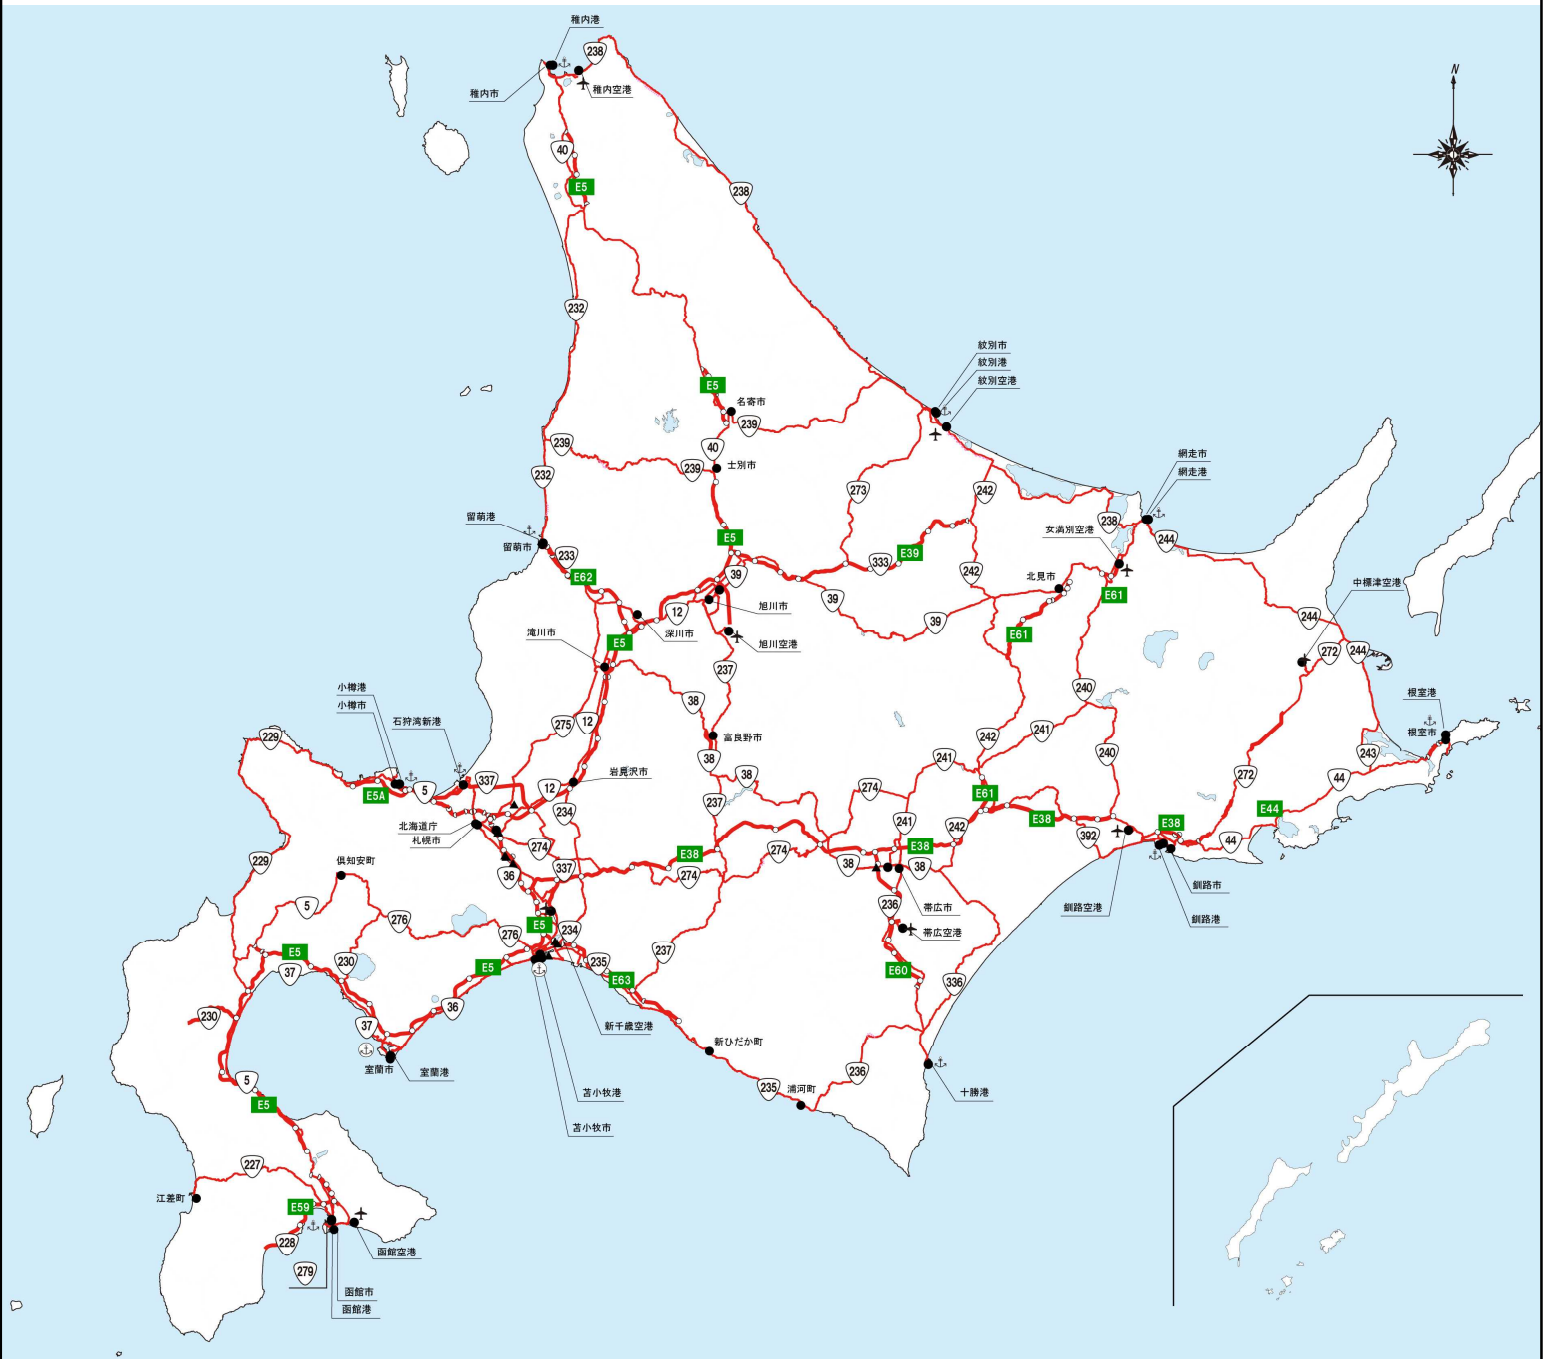 稚内港
238
N
稚内空港
稚内市
40
E5
238
232
紋別市
紋別港
紋別空港
E5
名寄市
239
239
40
239
士別市
232
273
242
網走市
網走港
留萌港
238
女満別空港
E5
244
留萌市
233
E39
333
E62
39
242
北見市
中標津空港
E61
39
12
旭川市
244
39
深川市
滝川市
E5
旭川空港
E61
272
244
237
小樽港
240
根室港
小樽市
38
石狩湾新港
275
12
根室市
229
富良野市
242
241
38
241
240
243
岩見沢市
38
272
44
337
274
E5A
5
12
E61
237
E44
234
北海道庁
241
242
E38
E38
札幌市
392
44
274
E38
E38
274
229
倶知安町
337
38
38
36
274
釧路市
5
236
帯広市
釧路空港
釧路港
276
E5
276
234
帯広空港
E5
237
230
235
E5
E60
37
E63
336
36
230
37
新千歳空港
新ひだか町
室蘭市
室蘭港
236
5
235
浦河町
十勝港
苫小牧港
E5
苫小牧市
227
江差町
E59
228
函館空港
279
函館市
函館港